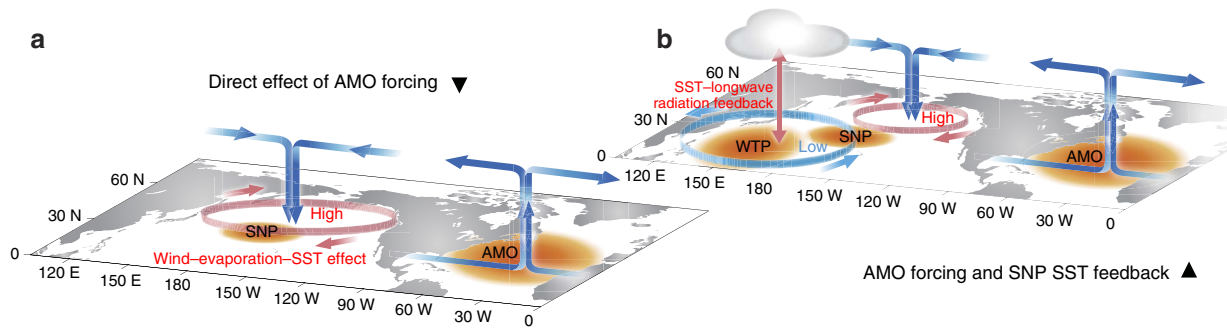 a
Direct effect of AMO forcing ▼
60 N
30 N
0
High
SNP
AMO
Wind–evaporation–SST effect
120 E
150 E
180
150 W
120 W
90 W
60 W
30 W
0
b
60 N
30 N
0
SST–longwave
radiation feedback
High
WTP
Low
SNP
AMO
120 E
150 E
180
150 W
120 W
90 W
60 W
30 W
0
AMO forcing and SNP SST feedback ▲